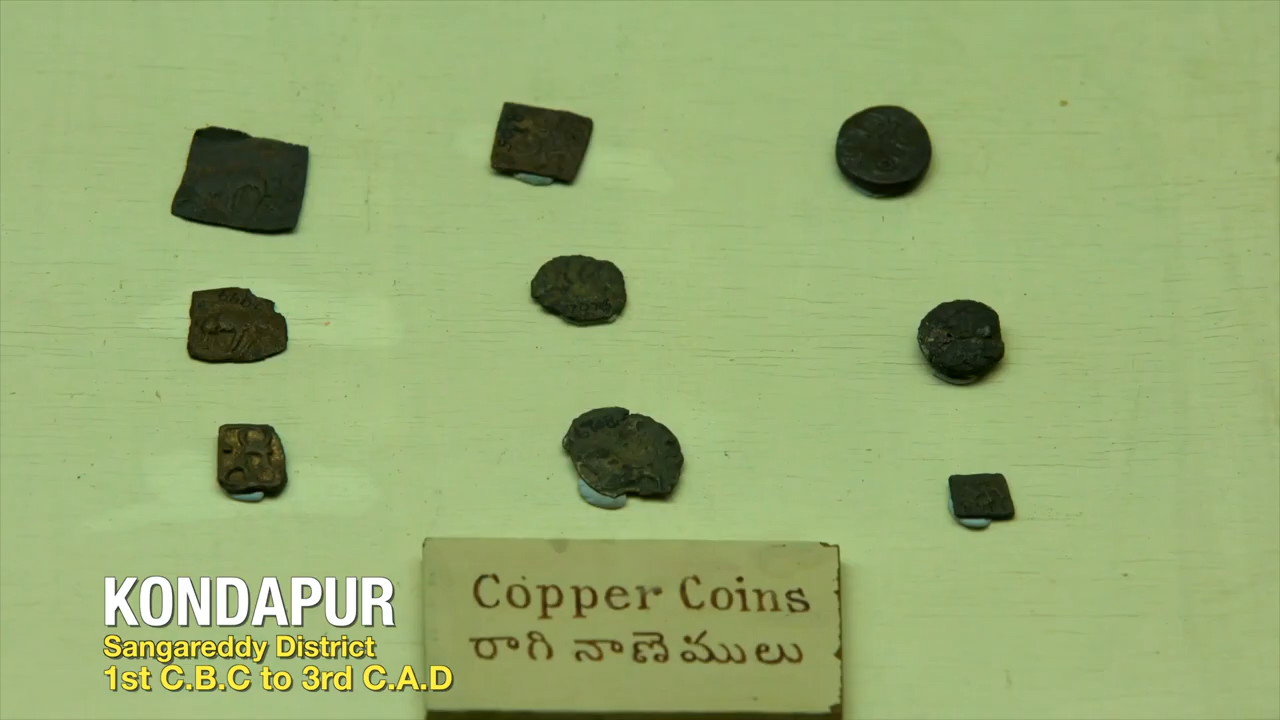 Copper Coins
రాగి నాణెములు
KONDAPUR
Sangareddy District
1st C.B.C to 3rd C.A.D